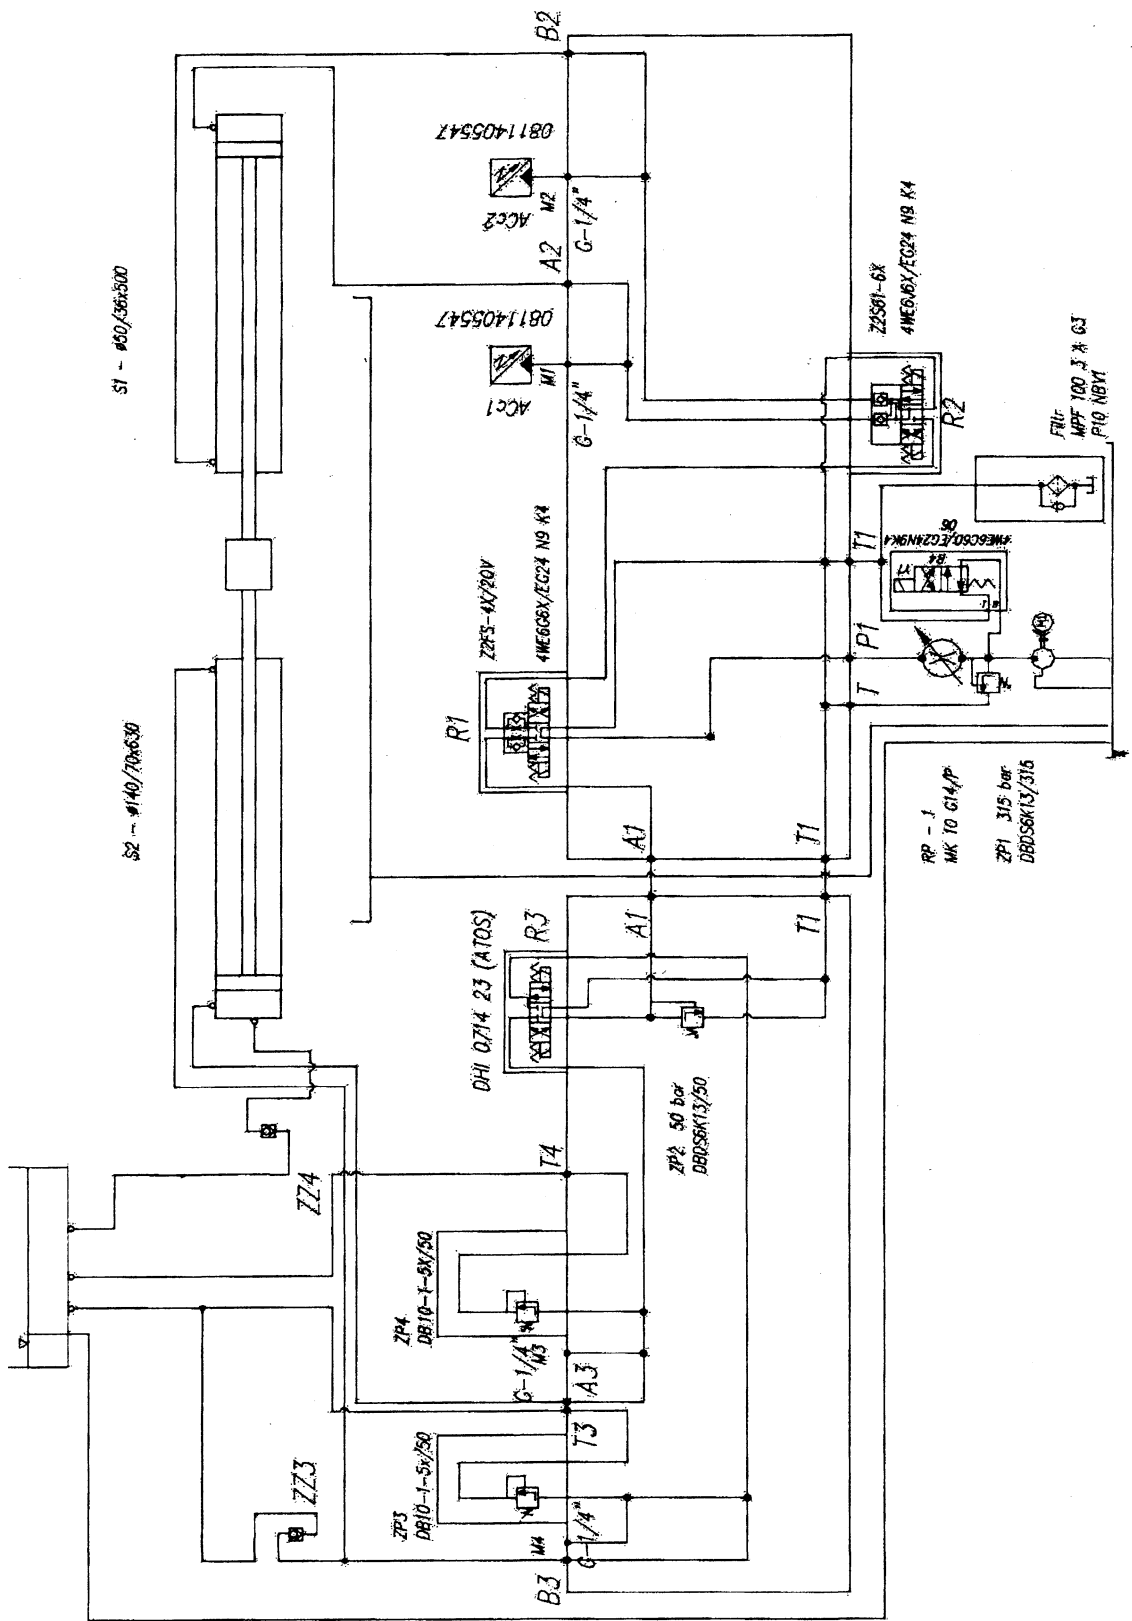 S1 - ø50/36x500
S2 - ø140/70x630
B2
0811405547
ACc2
M2
G-1/4"
A2
0811405547
ACc1
M1
G-1/4"
Z2S61-6X
4WE6J6X/EG24 N9 K4
R2
Z2FS-4X/2QV
4WE6G6X/EG24 N9 K4
R1
Filtr
MPF 100 3 A G3
P10 NBV1
T1
P1
T
RP - 1
MK 10 G14/P
ZP1 315 bar
DBDS6K13/315
A1
T1
A1
T1
DHI 0714 23 (ATOS)
R3
ZP2 50 bar
DBDS6K13/50
T4
ZZ4
ZP4
DB10-1-5X/50
G-1/4"
M3
A3
T3
ZP3
DB10-1-5X/50
M4
G-1/4"
B3
ZZ3